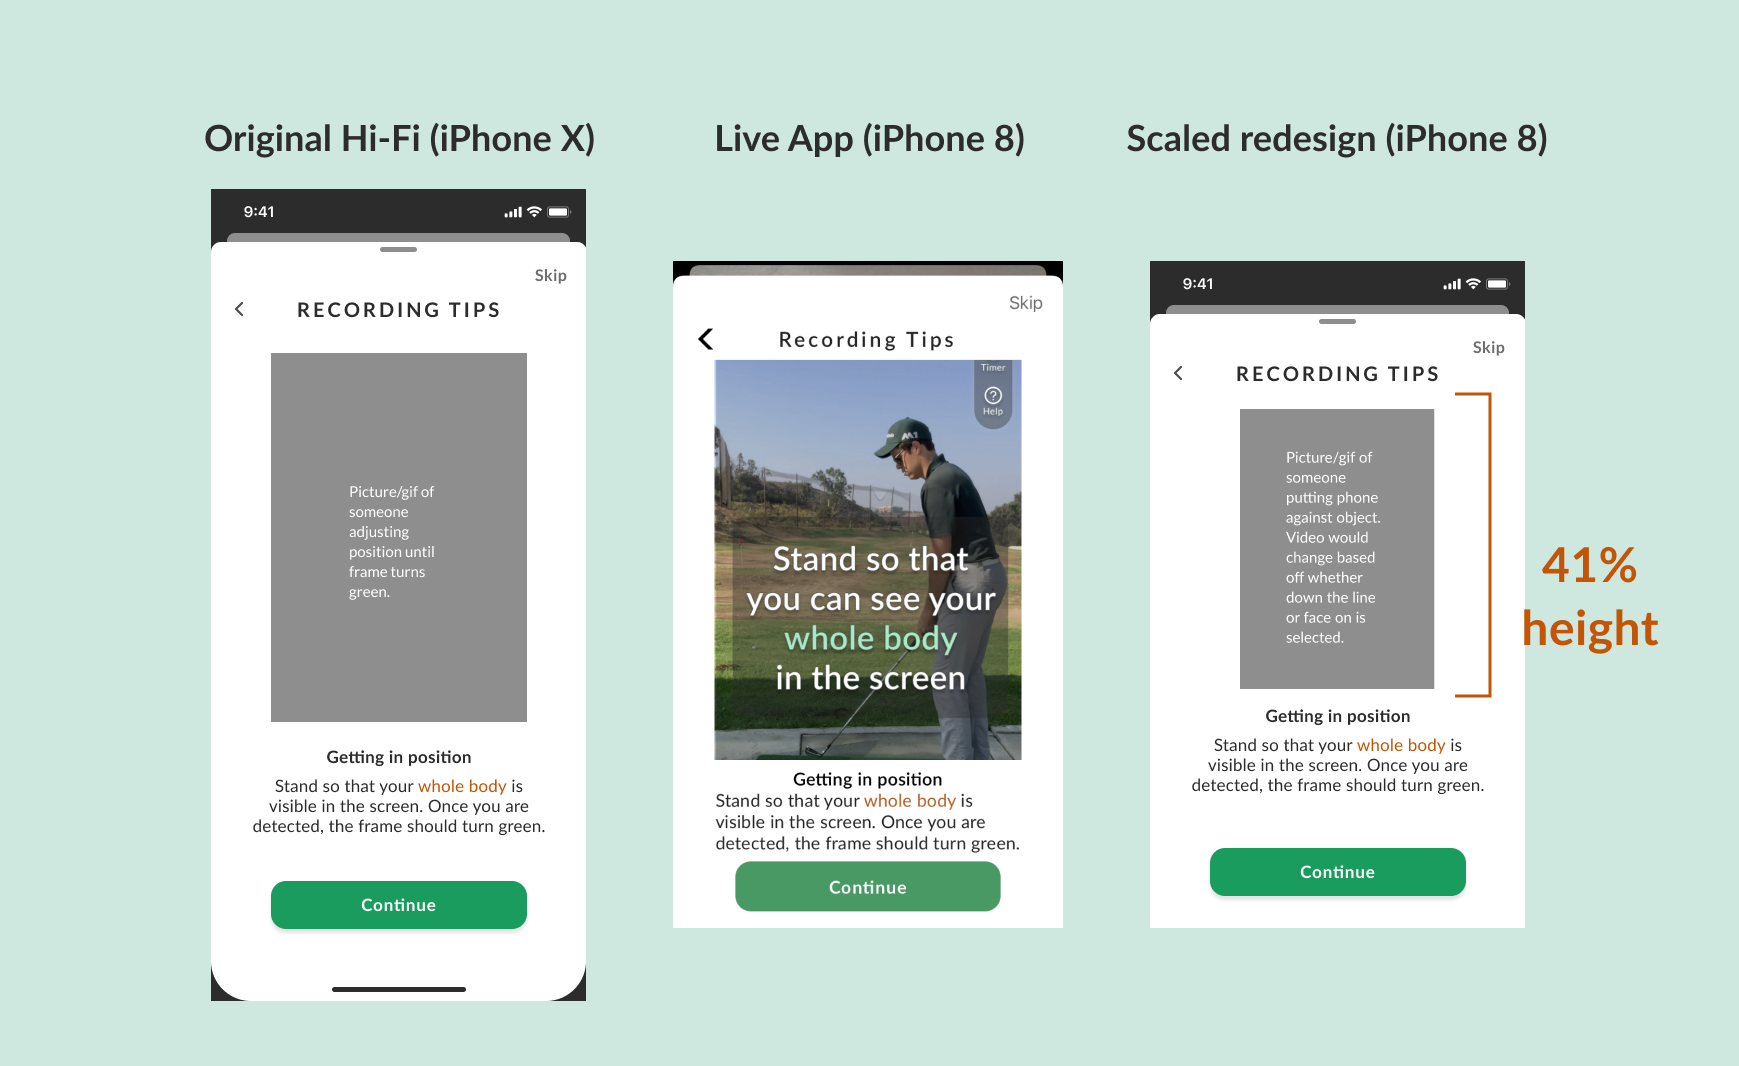 Original Hi-Fi (iPhone X)
9:41
Skip
RECORDING TIPS
Picture/gif of
someone
adjusting
position until
frame turns
green.
Getting in position
Stand so that your whole body is
visible in the screen. Once you are
detected, the frame should turn green.
Continue
Live App (iPhone 8)
Skip
Recording Tips
Timer
Help
M1
Stand so that
you can see your
whole body
in the screen
Getting in position
Stand so that your whole body is
visible in the screen. Once you are
detected, the frame should turn green.
Continue
Scaled redesign (iPhone 8)
9:41
Skip
RECORDING TIPS
Picture/gif of
someone
putting phone
against object.
Video would
change based
off whether
down the line
or face on is
selected.
41%
height
Getting in position
Stand so that your whole body is
visible in the screen. Once you are
detected, the frame should turn green.
Continue